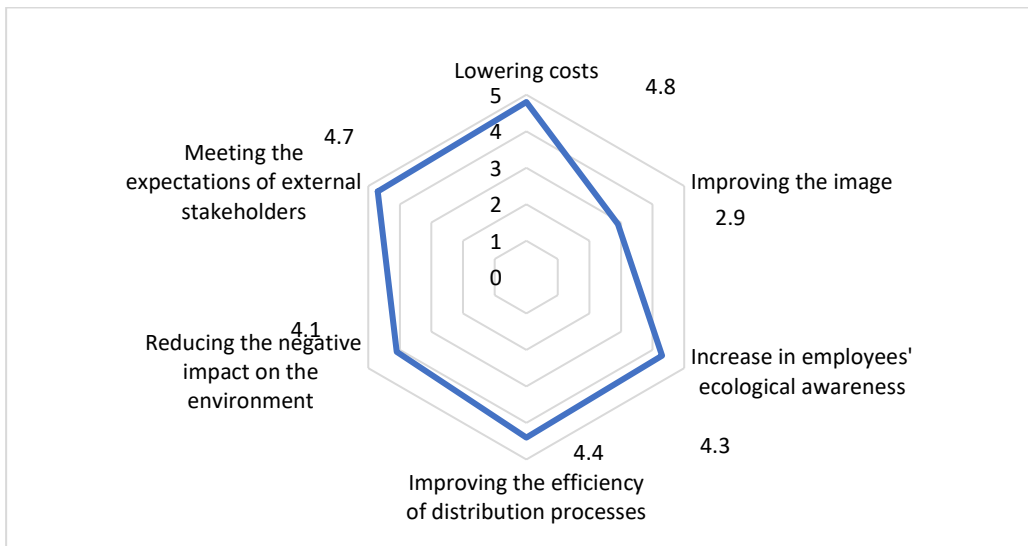 Lowering costs
4.8
5
4
3
2
1
0
Improving the image
2.9
Increase in employees'
ecological awareness
4.3
4.4
Improving the efficiency
of distribution processes
4.1
Reducing the negative
impact on the
environment
4.7
Meeting the
expectations of external
stakeholders